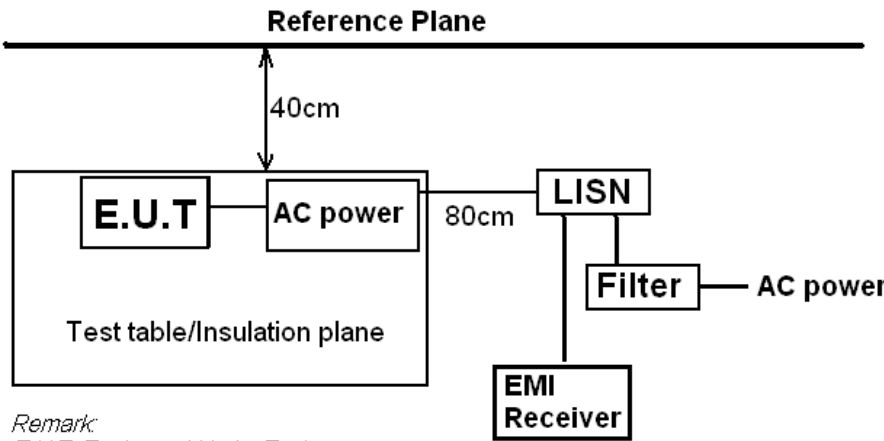 Reference Plane
40cm
E.U.T
AC power
80cm
LISN
Filter
AC power
Test table/Insulation plane
EMI
Receiver
Remark: